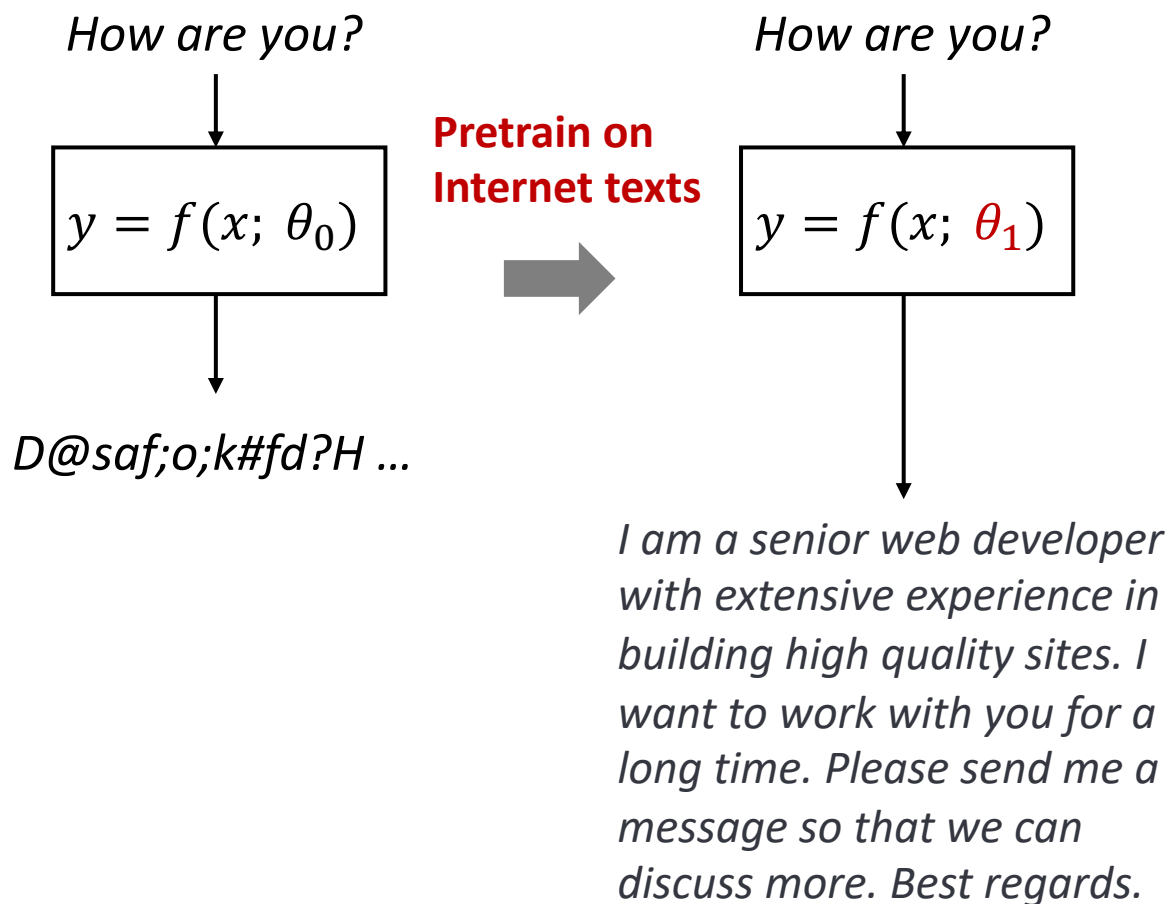 How are you?
y = f(x; θ₀)
D@saf;o;k#fd?H ...
Pretrain on
Internet texts
How are you?
y = f(x; θ₁)
I am a senior web developer
with extensive experience in
building high quality sites. I
want to work with you for a
long time. Please send me a
message so that we can
discuss more. Best regards.